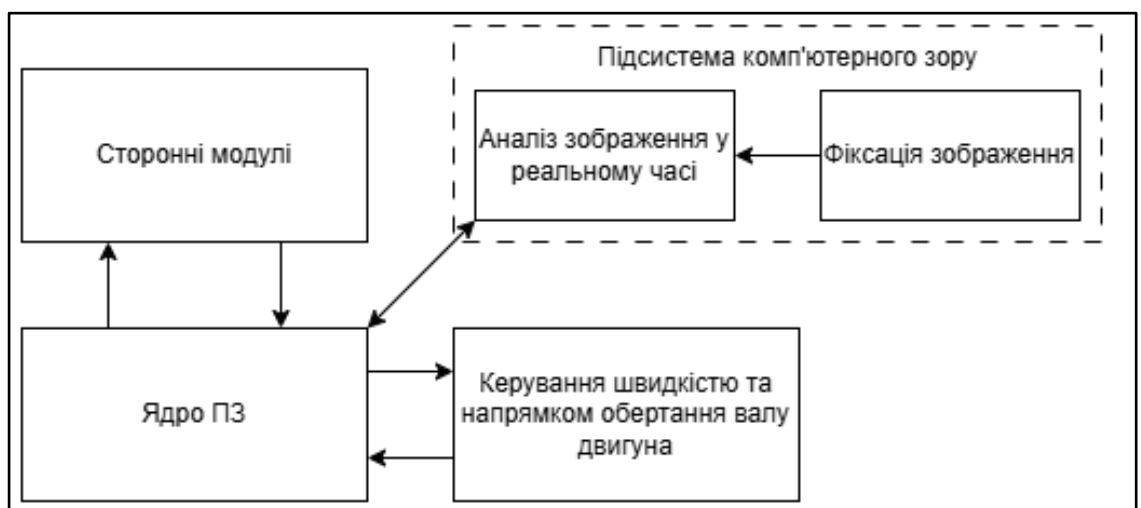 Підсистема комп'ютерного зору
Сторонні модулі
Аналіз зображення у
реальному часі
Фіксація зображення
Ядро ПЗ
Керування швидкістю та
напрямком обертання валу
двигуна